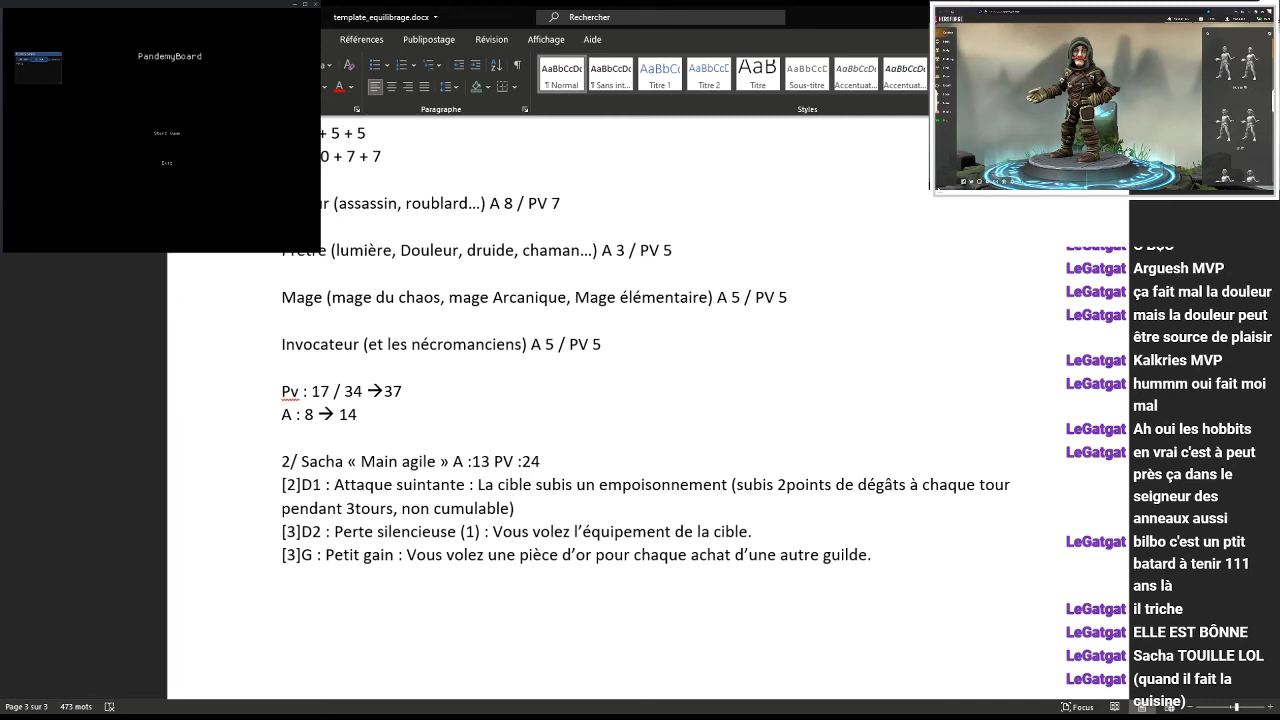 template_equilibrage.docx
Rechercher
PandemyBoard
Start Game
Exit
Références Publipostage Révision Affichage Aide
AaBbCcDc AaBbCcDc AaBbCc AaBbCcD AaB AaBbCcC AaBbCcDc AaBbCcDc
¶ Normal ¶ Sans int... Titre 1 Titre 2 Titre Sous-titre Accentuat... Accentuat...
Paragraphe Styles
+ 5 + 5
0 + 7 + 7
(assassin, roublard...) A 8 / PV 7
Prêtre (lumière, Douleur, druide, chaman...) A 3 / PV 5
Mage (mage du chaos, mage Arcanique, Mage élémentaire) A 5 / PV 5
Invocateur (et les nécromanciens) A 5 / PV 5
Pv : 17 / 34 →37
A : 8 → 14
2/ Sacha « Main agile » A :13 PV :24
[2]D1 : Attaque suintate : La cible subis un empoisonnement (subis 2points de dégâts à chaque tour
pendant 3tours, non cumulable)
[3]D2 : Perte silencieuse (1) : Vous volez l'équipement de la cible.
[3]G : Petit gain : Vous volez une pièce d'or pour chaque achat d'une autre guilde.
LeGatgat
LeGatgat Arguesh MVP
LeGatgat ça fait mal la douleur
LeGatgat mais la douleur peut
être source de plaisir
LeGatgat Kalkries MVP
LeGatgat hummm oui fait moi
mal
LeGatgat Ah oui les hobbits
LeGatgat en vrai c'est à peut
près ça dans le
seigneur des
anneaux aussi
LeGatgat bilbo c'est un ptit
batard à tenir 111
ans là
LeGatgat il triche
LeGatgat ELLE EST BÔNNE
LeGatgat Sacha TOUILLE LOL
LeGatgat (quand il fait la
cuisine)
Page 3 sur 3 473 mots
Focus